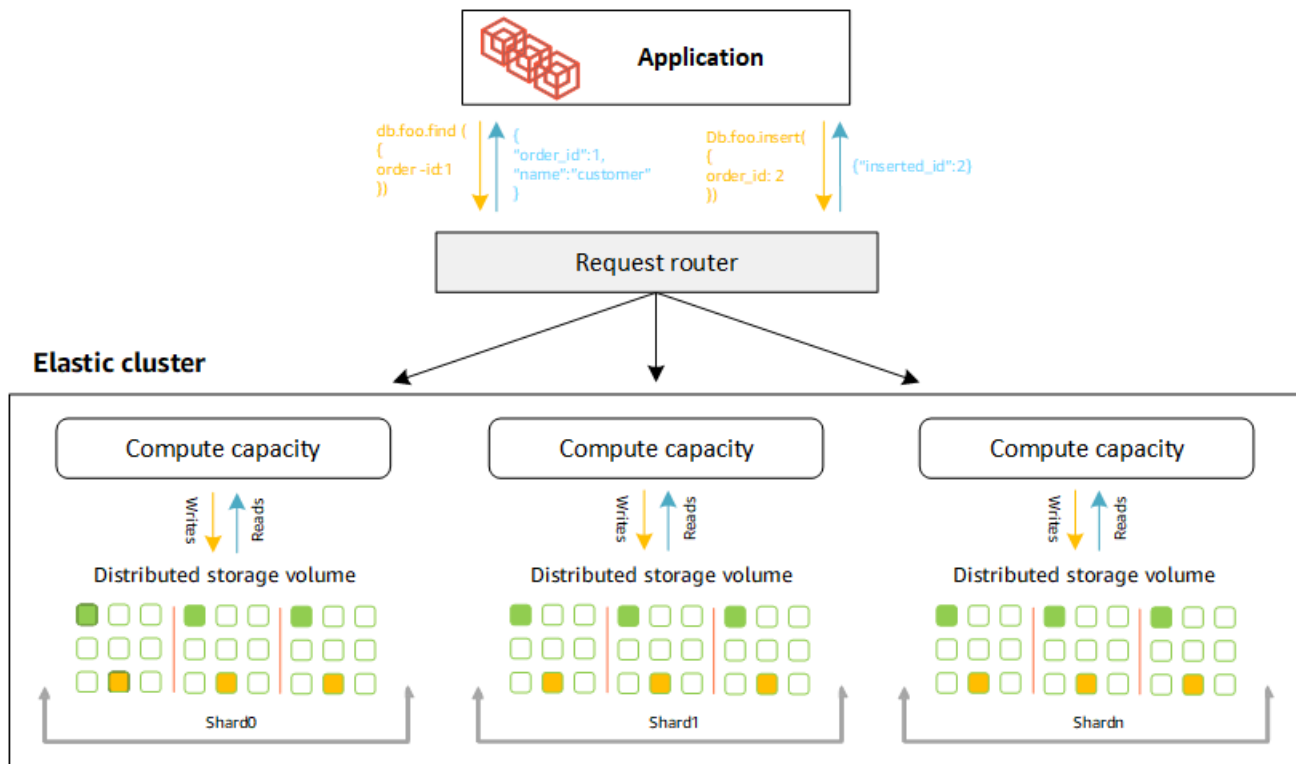 Application
db.foo.find (
{
order -id:1
})
{
"order_id":1,
"name":"customer"
}
Db.foo.insert(
{
order_id: 2
})
{"inserted_id":2}
Request router
Elastic cluster
Compute capacity
Compute capacity
Compute capacity
Writes
Reads
Writes
Reads
Writes
Reads
Distributed storage volume
Distributed storage volume
Distributed storage volume
Shard0
Shard1
Shardn